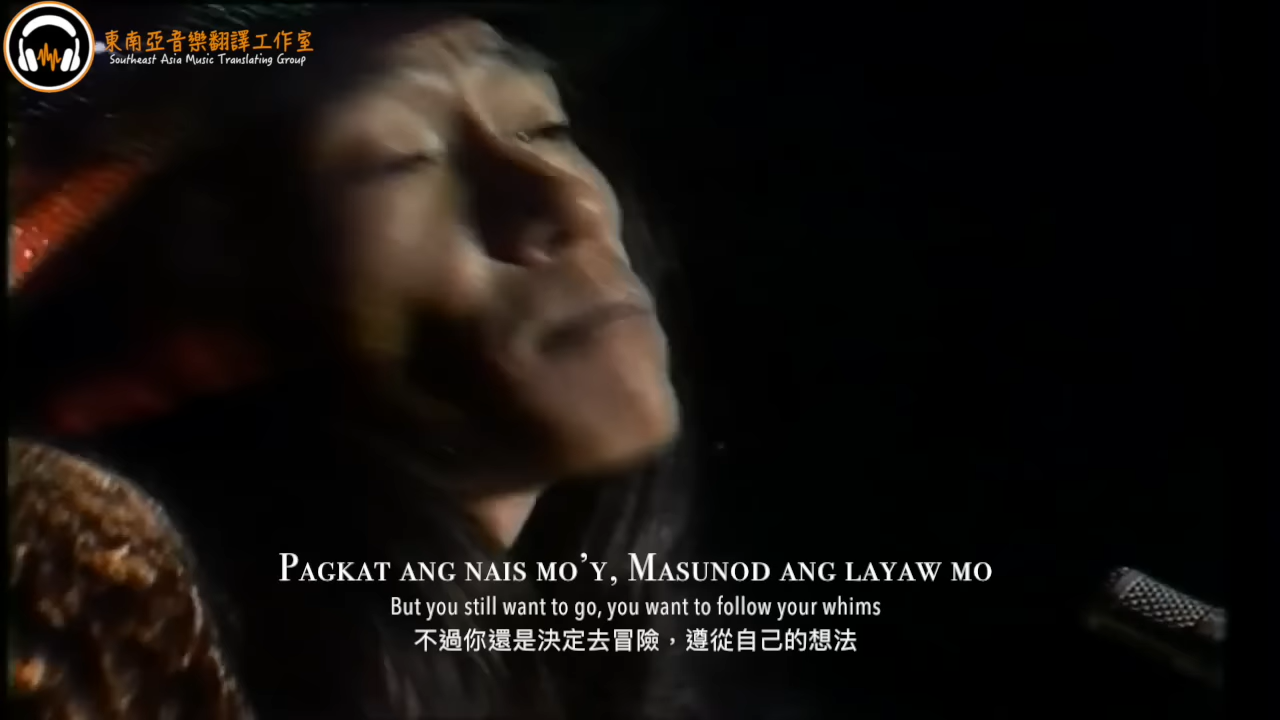 東南亞音樂翻譯工作室
Southeast Asia Music Translating Group
Pagkat ang nais mo'y, Masunod ang layaw mo
But you still want to go, you want to follow your whims
不過你還是決定去冒險，遵從自己的想法